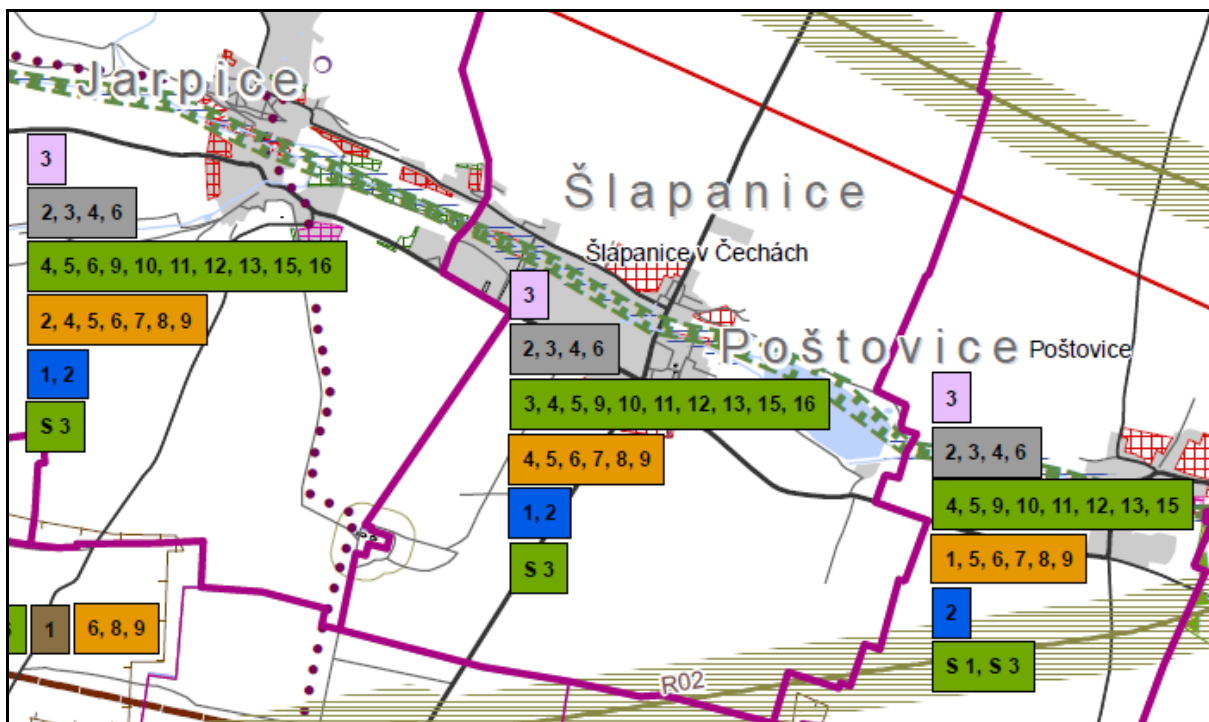 Jarpice
3
2, 3, 4, 6
4, 5, 6, 9, 10, 11, 12, 13, 15, 16
2, 4, 5, 6, 7, 8, 9
1, 2
S 3
Šlapanice
Šlapanice v Čechách
3
2, 3, 4, 6
3, 4, 5, 9, 10, 11, 12, 13, 15, 16
4, 5, 6, 7, 8, 9
1, 2
S 3
Poštovice
Poštovice
3
2, 3, 4, 6
4, 5, 9, 10, 11, 12, 13, 15
1, 5, 6, 7, 8, 9
2
S 1, S 3
1
6, 8, 9
R02